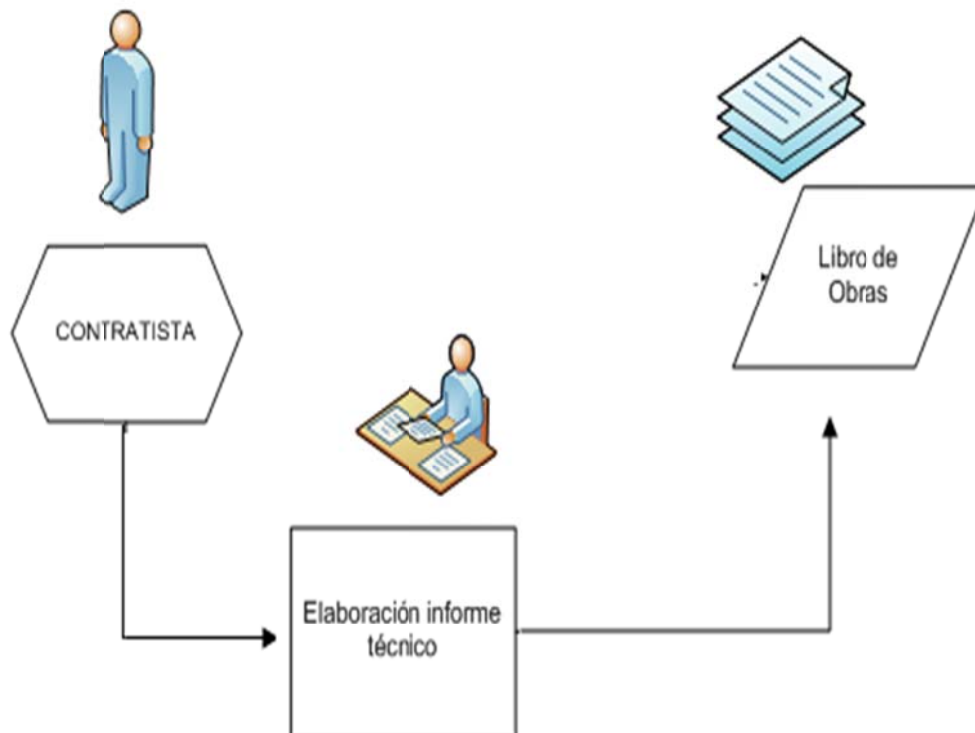 CONTRATISTA
Elaboración informe
técnico
Libro de
Obras